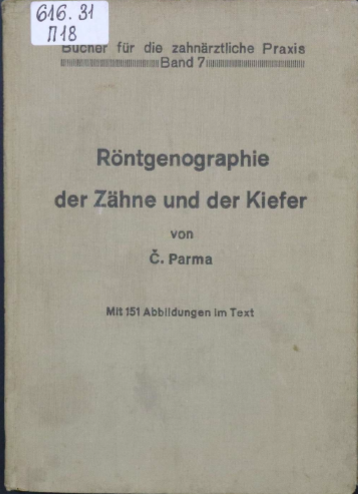 616.31
П18
Bücher für die zahnärztliche Praxis
Band 7
Röntgenographie
der Zähne und der Kiefer
von
Č. Parma
Mit 151 Abbildungen im Text